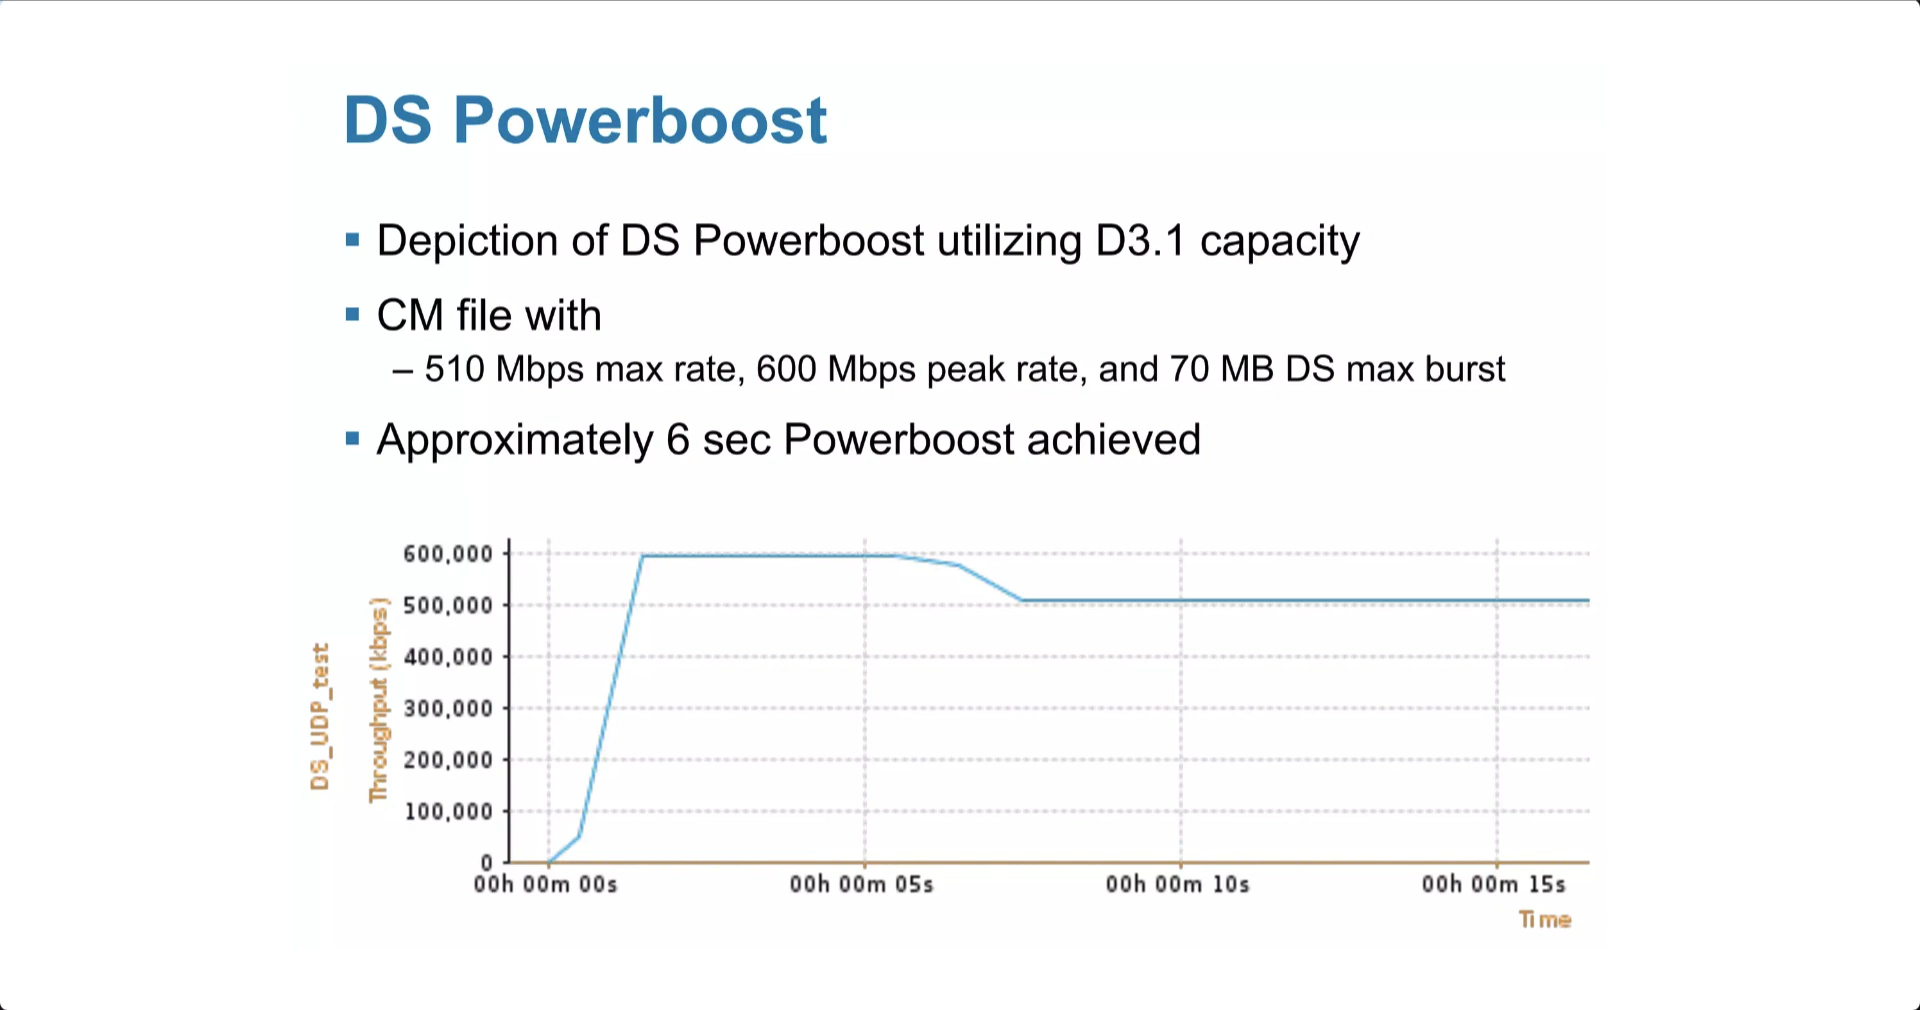 DS Powerboost
▪ Depiction of DS Powerboost utilizing D3.1 capacity
▪ CM file with
– 510 Mbps max rate, 600 Mbps peak rate, and 70 MB DS max burst
▪ Approximately 6 sec Powerboost achieved
DS_UDP_test
Throughput (kbps)
600,000
500,000
400,000
300,000
200,000
100,000
0
00h 00m 00s 00h 00m 05s 00h 00m 10s 00h 00m 15s
Time